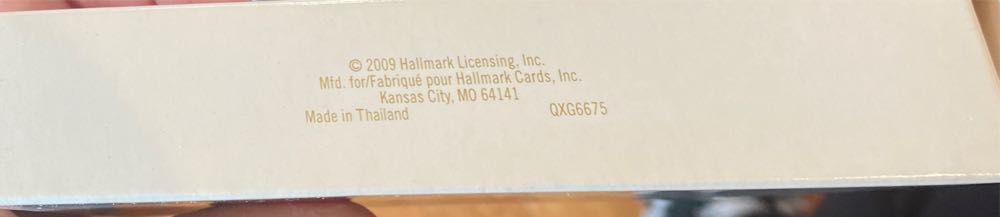 © 2009 Hallmark Licensing, Inc.
Mfd. for/Fabriqué pour Hallmark Cards, Inc.
Kansas City, MO 64141
Made in Thailand QXG6675